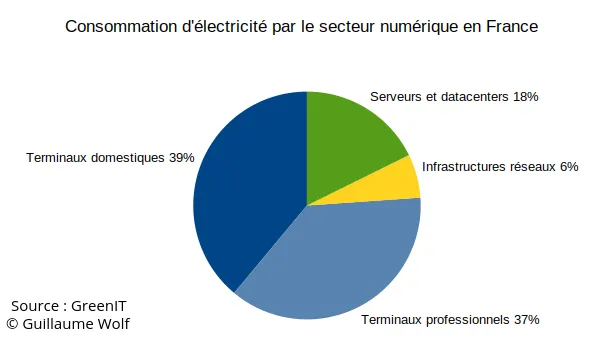 Consommation d'électricité par le secteur numérique en France
Serveurs et datacenters 18%
Terminaux domestiques 39%
Infrastructures réseaux 6%
Terminaux professionnels 37%
Source : GreenIT
© Guillaume Wolf